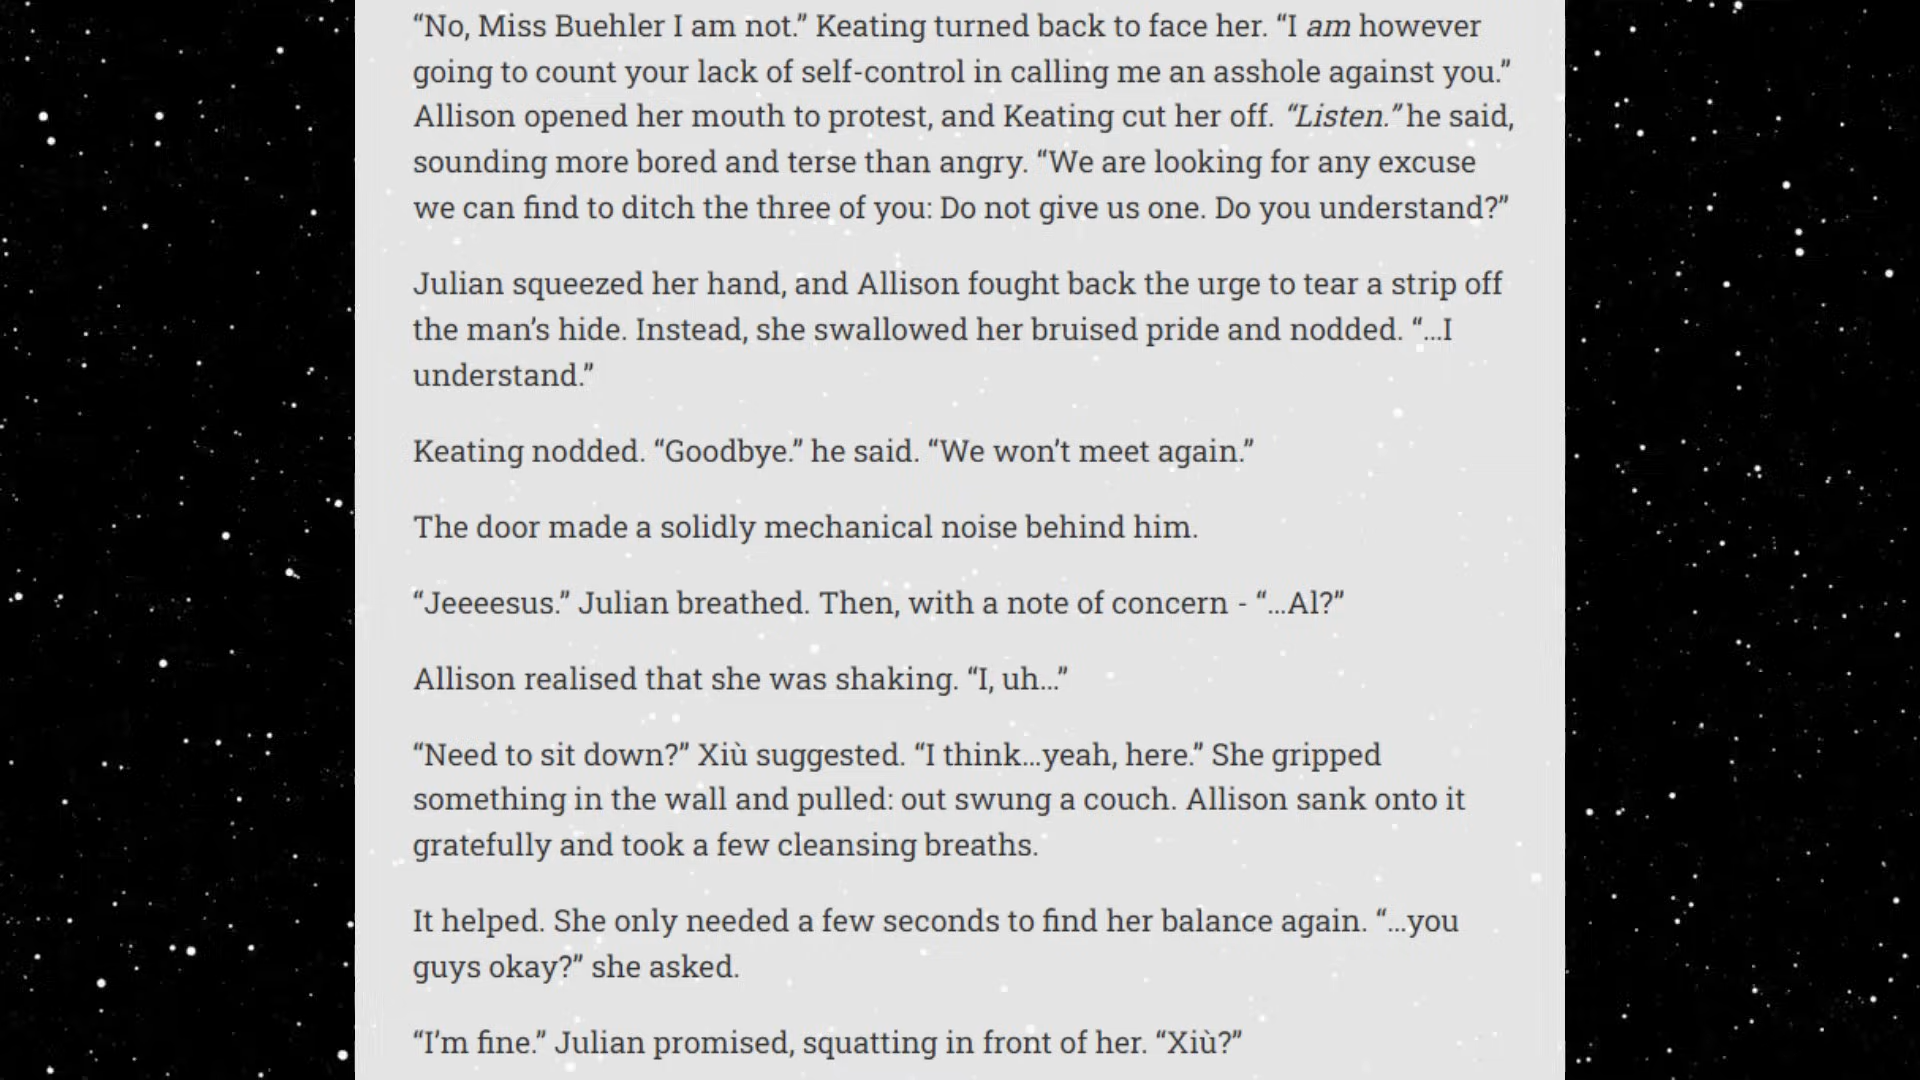 “No, Miss Buehler I am not.” Keating turned back to face her. “I am however
going to count your lack of self-control in calling me an asshole against you.”
Allison opened her mouth to protest, and Keating cut her off. “Listen.” he said,
sounding more bored and terse than angry. “We are looking for any excuse
we can find to ditch the three of you: Do not give us one. Do you understand?”
Julian squeezed her hand, and Allison fought back the urge to tear a strip off
the man’s hide. Instead, she swallowed her bruised pride and nodded. “…I
understand.”
Keating nodded. “Goodbye.” he said. “We won’t meet again.”
The door made a solidly mechanical noise behind him.
“Jeeeesus.” Julian breathed. Then, with a note of concern - “…Al?”
Allison realised that she was shaking. “I, uh…”
“Need to sit down?” Xiù suggested. “I think…yeah, here.” She gripped
something in the wall and pulled: out swung a couch. Allison sank onto it
gratefully and took a few cleansing breaths.
It helped. She only needed a few seconds to find her balance again. “…you
guys okay?” she asked.
“I’m fine.” Julian promised, squatting in front of her. “Xiù?”